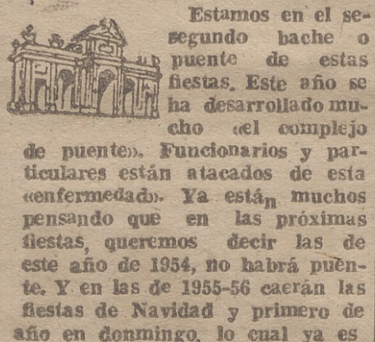 Estamos en el se-
segundo bache o
puente de estas
fiestas. Este año se
ha desarrollado mu-
cho «el complejo
de puente». Funcionarios y par-
ticulares están atacados de esta
«enfermedad». Ya están muchos
pensando que en las próximas
fiestas, queremos decir las de
este año de 1954, no habrá puen-
te. Y en las de 1955-56 caerán las
fiestas de Navidad y primero de
año en donmingo, lo cual ya es